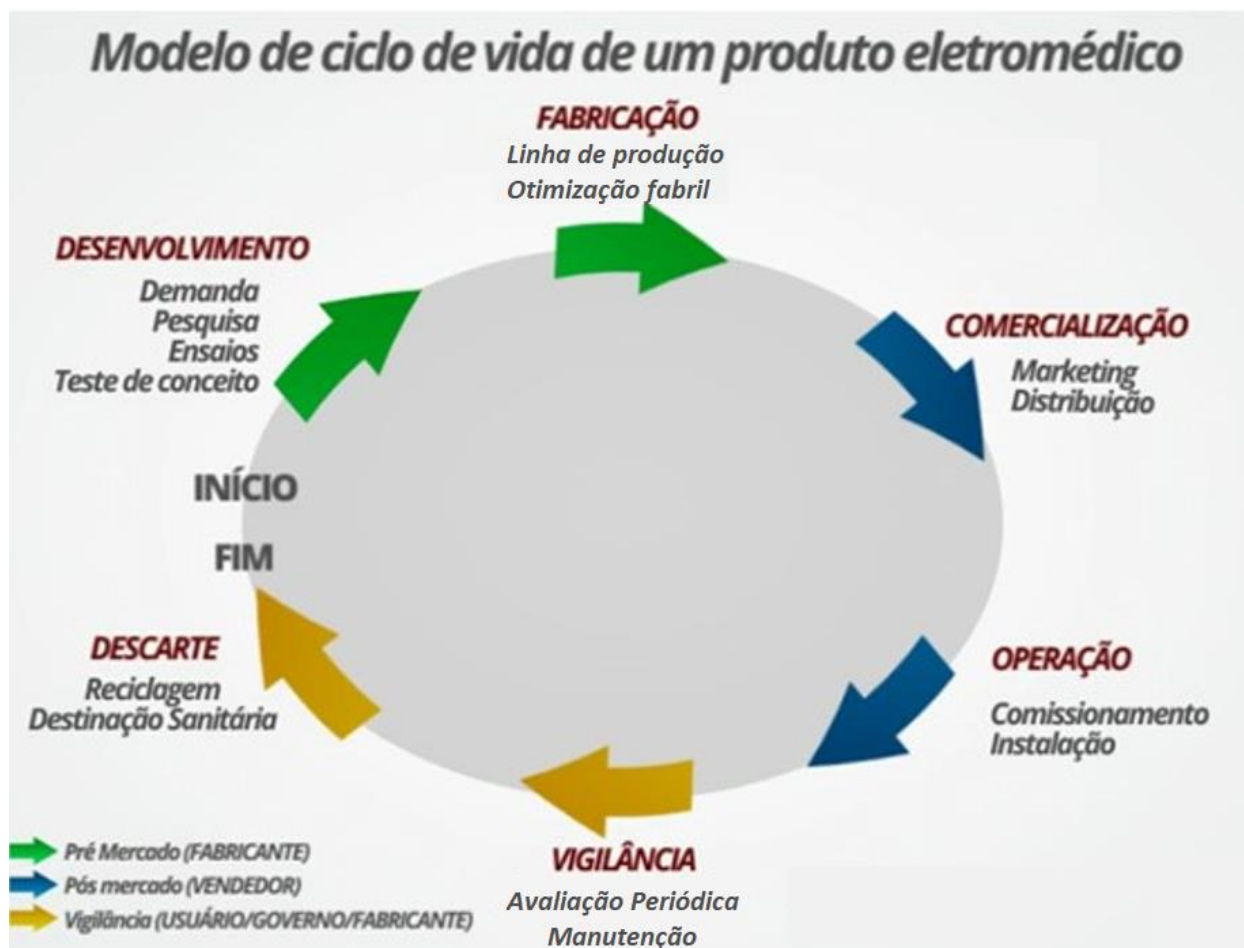 Modelo de ciclo de vida de um produto eletromédico
FABRICAÇÃO
Linha de produção
Otimização fabril
DESENVOLVIMENTO
Demanda
Pesquisa
Ensaios
Teste de conceito
COMERCIALIZAÇÃO
Marketing
Distribuição
INÍCIO
FIM
DESCARTE
Reciclagem
Destinação Sanitária
OPERAÇÃO
Comissionamento
Instalação
VIGILÂNCIA
Avaliação Periódica
Manutenção
Pré Mercado (FABRICANTE)
Pós mercado (VENDEDOR)
Vigilância (USUÁRIO/GOVERNO/FABRICANTE)